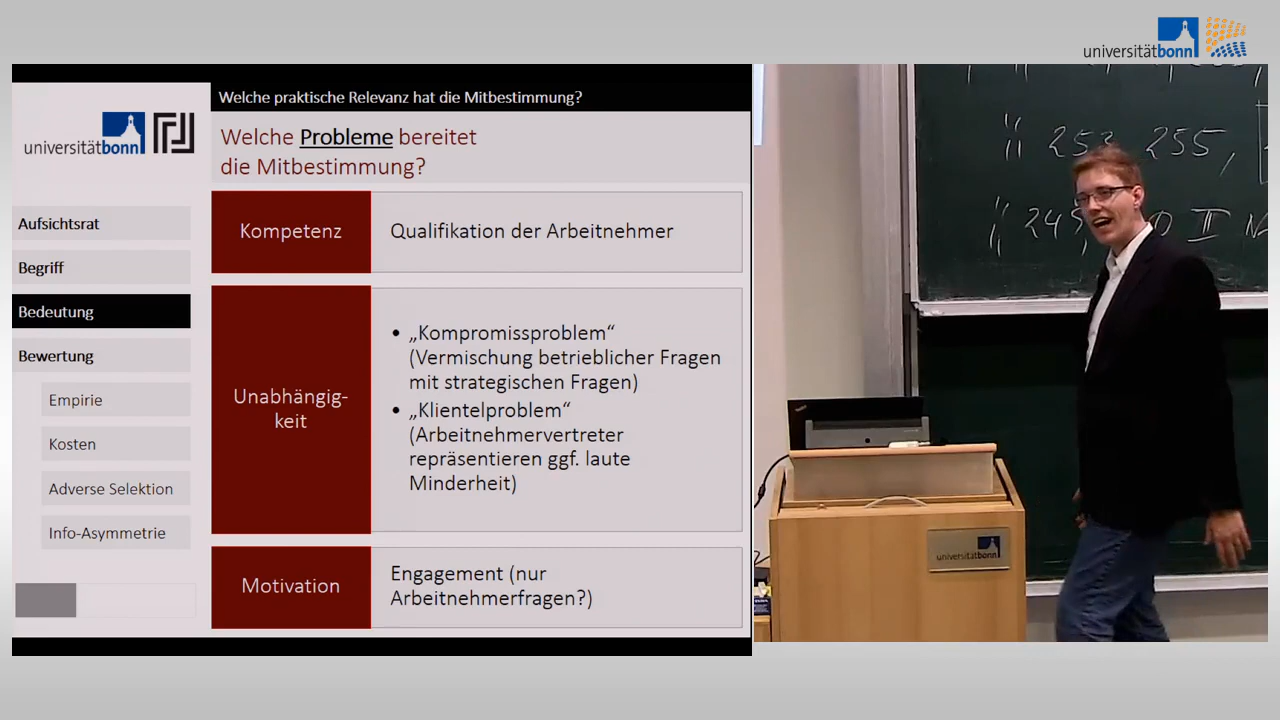 universitätbonn
Welche praktische Relevanz hat die Mitbestimmung?
universitätbonn
Welche Probleme bereitet
die Mitbestimmung?
Aufsichtsrat
Begriff
Bedeutung
Bewertung
Empirie
Kosten
Adverse Selektion
Info-Asymmetrie
Kompetenz
Qualifikation der Arbeitnehmer
Unabhängig-
keit
• „Kompromissproblem“
(Vermischung betrieblicher Fragen
mit strategischen Fragen)
• „Klientelproblem“
(Arbeitnehmervertreter
repräsentieren ggf. laute
Minderheit)
Motivation
Engagement (nur
Arbeitnehmerfragen?)
253, 255,
universitätbonn